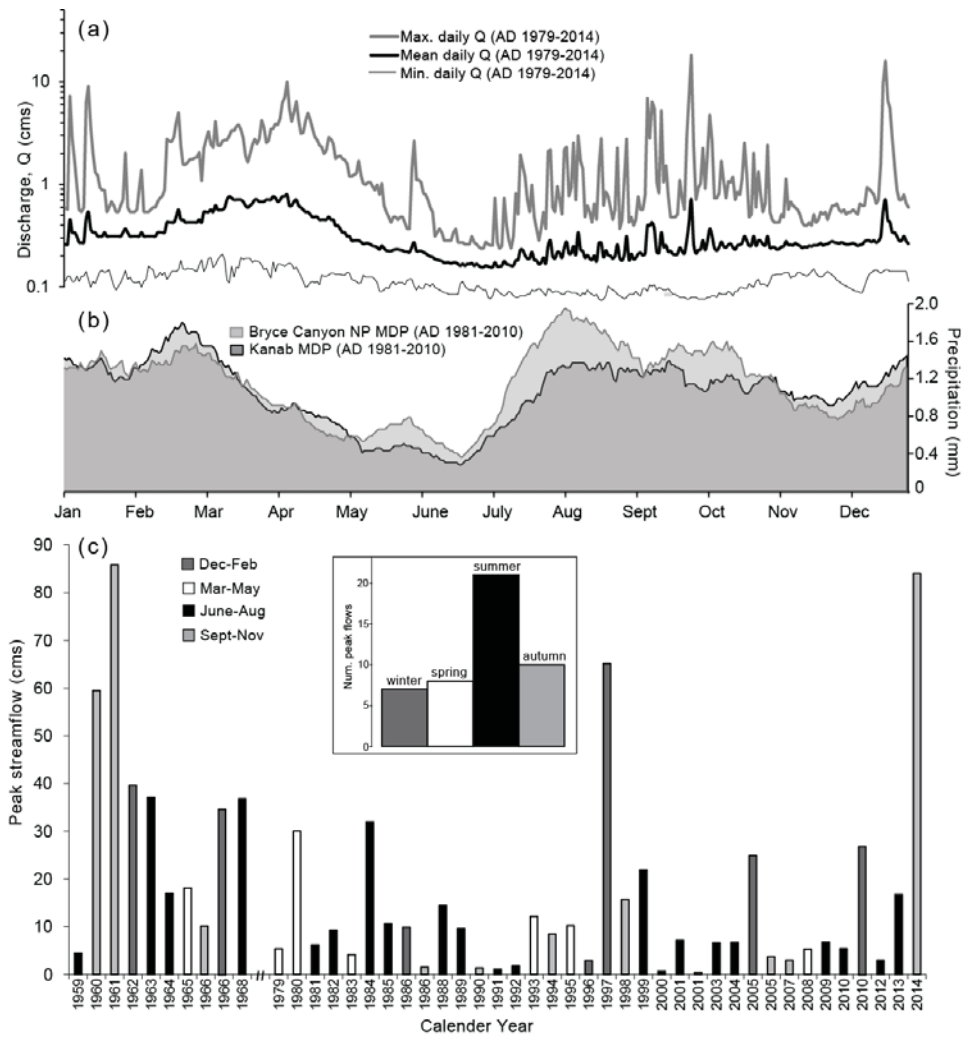 (a)
Max. daily Q (AD 1979-2014)
Mean daily Q (AD 1979-2014)
Min. daily Q (AD 1979-2014)
Discharge, Q (cms)
10
1
0.1
(b)
Bryce Canyon NP MDP (AD 1981-2010)
Kanab MDP (AD 1981-2010)
2.0
1.6
1.2
0.8
0.4
0
Precipitation (mm)
Jan Feb Mar Apr May June July Aug Sept Oct Nov Dec
(c)
Dec-Feb
Mar-May
June-Aug
Sept-Nov
Peak streamflow (cms)
90
80
70
60
50
40
30
20
10
0
Num. peak flows
20
15
10
5
0
winter
spring
summer
autumn
1959 1960 1961 1962 1963 1964 1965 1966 1966 1968 // 1979 1980 1981 1982 1983 1984 1985 1986 1986 1988 1989 1990 1991 1992 1993 1994 1995 1996 1997 1998 1999 2000 2001 2001 2003 2004 2005 2005 2007 2008 2009 2010 2010 2012 2013 2014
Calender Year